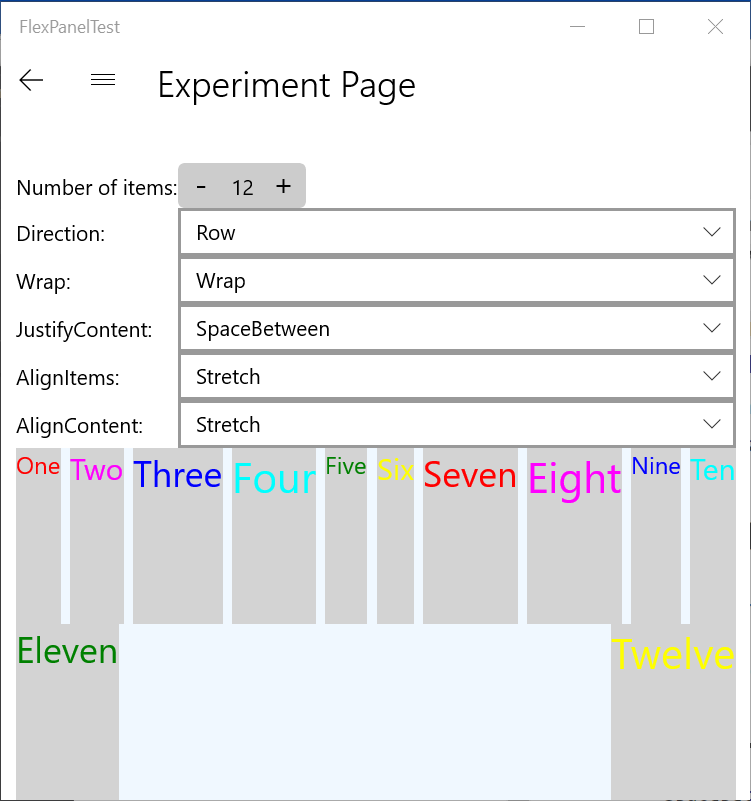 FlexPanelTest
Experiment Page
Number of items: - 12 +
Direction: Row
Wrap: Wrap
JustifyContent: SpaceBetween
AlignItems: Stretch
AlignContent: Stretch
One Two Three Four Five Six Seven Eight Nine Ten
Eleven Twelve